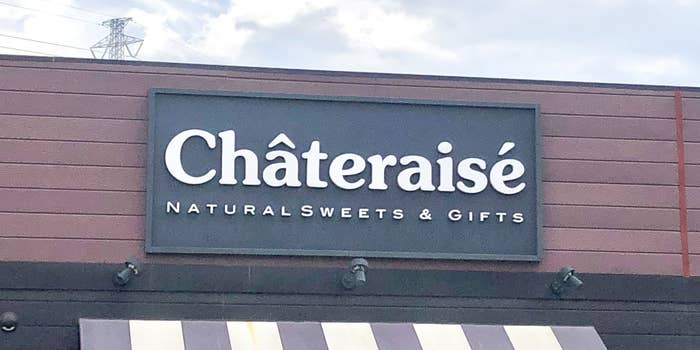 Châteraisé
NATURAL SWEETS & GIFTS